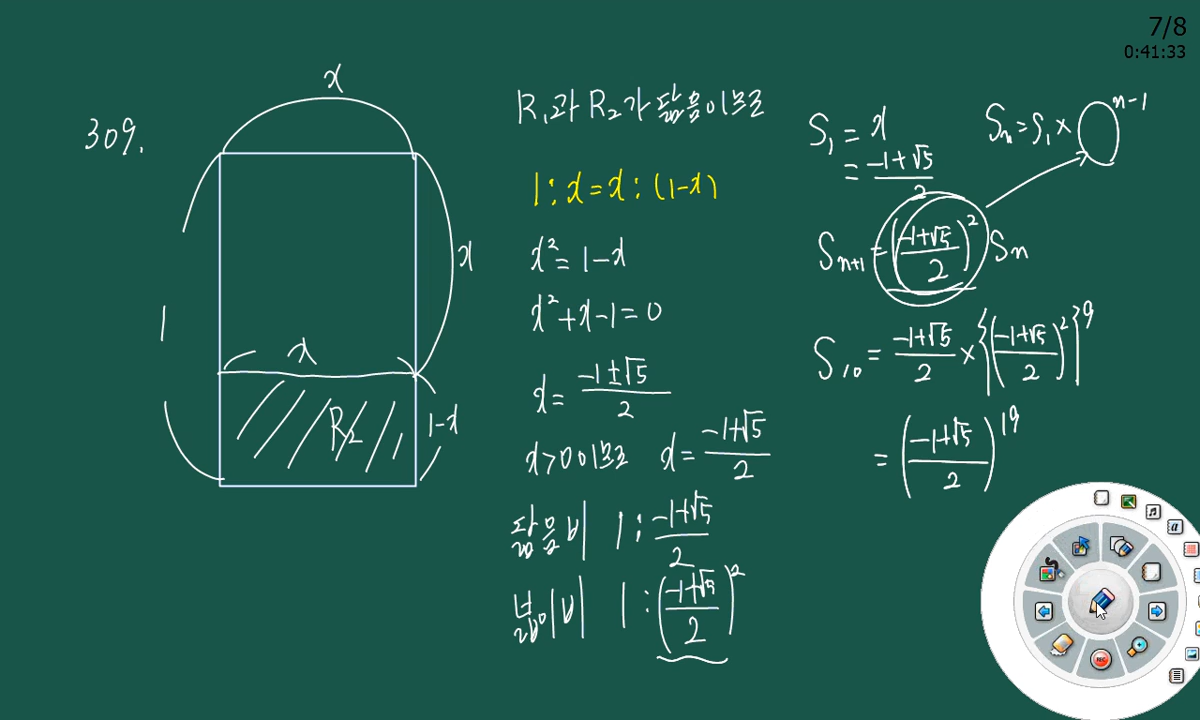 7/8
0:41:33
309.
x
1
x
x
R₂
1-x
R₁과 R₂가 닮음이므로
1 : x = x : (1-x)
x² = 1-x
x²+x-1=0
x = (-1±√5)/2
x>0이므로 x = (-1+√5)/2
닮음비 1 : (-1+√5)/2
넓이비 1 : ((-1+√5)/2)²
S₁ = x
= (-1+√5)/2
Sₙ = S₁ × ◯ⁿ⁻¹
Sₙ₊₁ = ((-1+√5)/2)² Sₙ
S₁₀ = (-1+√5)/2 × {((-1+√5)/2)²}⁹
= ((-1+√5)/2)¹⁹
REC